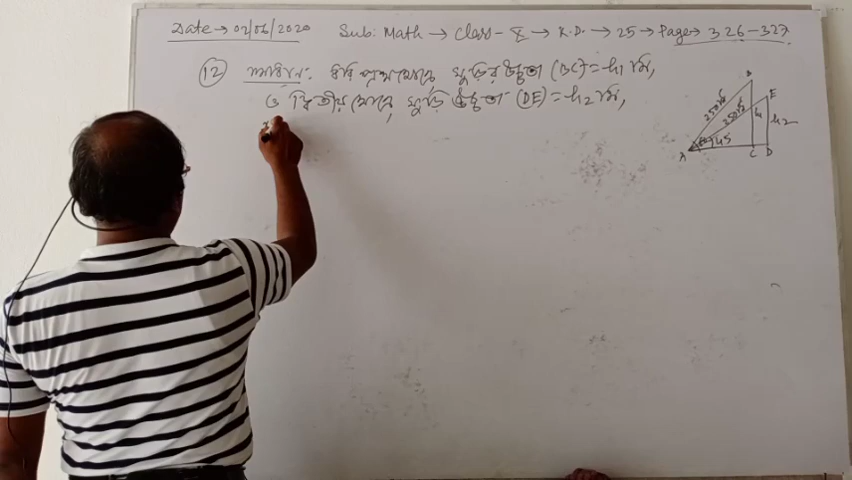 Date → 02/06/2020 Sub: Math → Class - X → K.D. → 25 → Page → 326-327
12 সমাধান: ধরি প্রথমক্ষেত্রে ঘুড়ির উচ্চতা (BC) = h1 মি,
ও দ্বিতীয়ক্ষেত্রে, ঘুড়ির উচ্চতা (DE) = h2 মি,
B
E
250মি
250মি
h1
h2
45
A C D